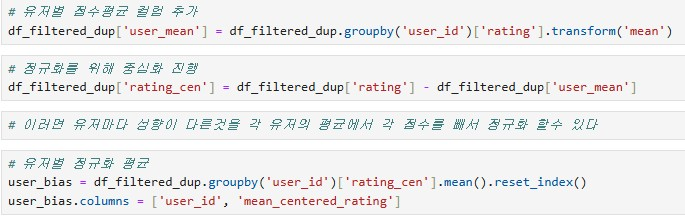 # 유저별 점수평균 컬럼 추가
df_filtered_dup['user_mean'] = df_filtered_dup.groupby('user_id')['rating'].transform('mean')
# 정규화를 위해 중심화 진행
df_filtered_dup['rating_cen'] = df_filtered_dup['rating'] - df_filtered_dup['user_mean']
# 이러면 유저마다 성향이 다른것을 각 유저의 평균에서 각 점수를 빼서 정규화 할수 있다
# 유저별 정규화 평균
user_bias = df_filtered_dup.groupby('user_id')['rating_cen'].mean().reset_index()
user_bias.columns = ['user_id', 'mean_centered_rating']